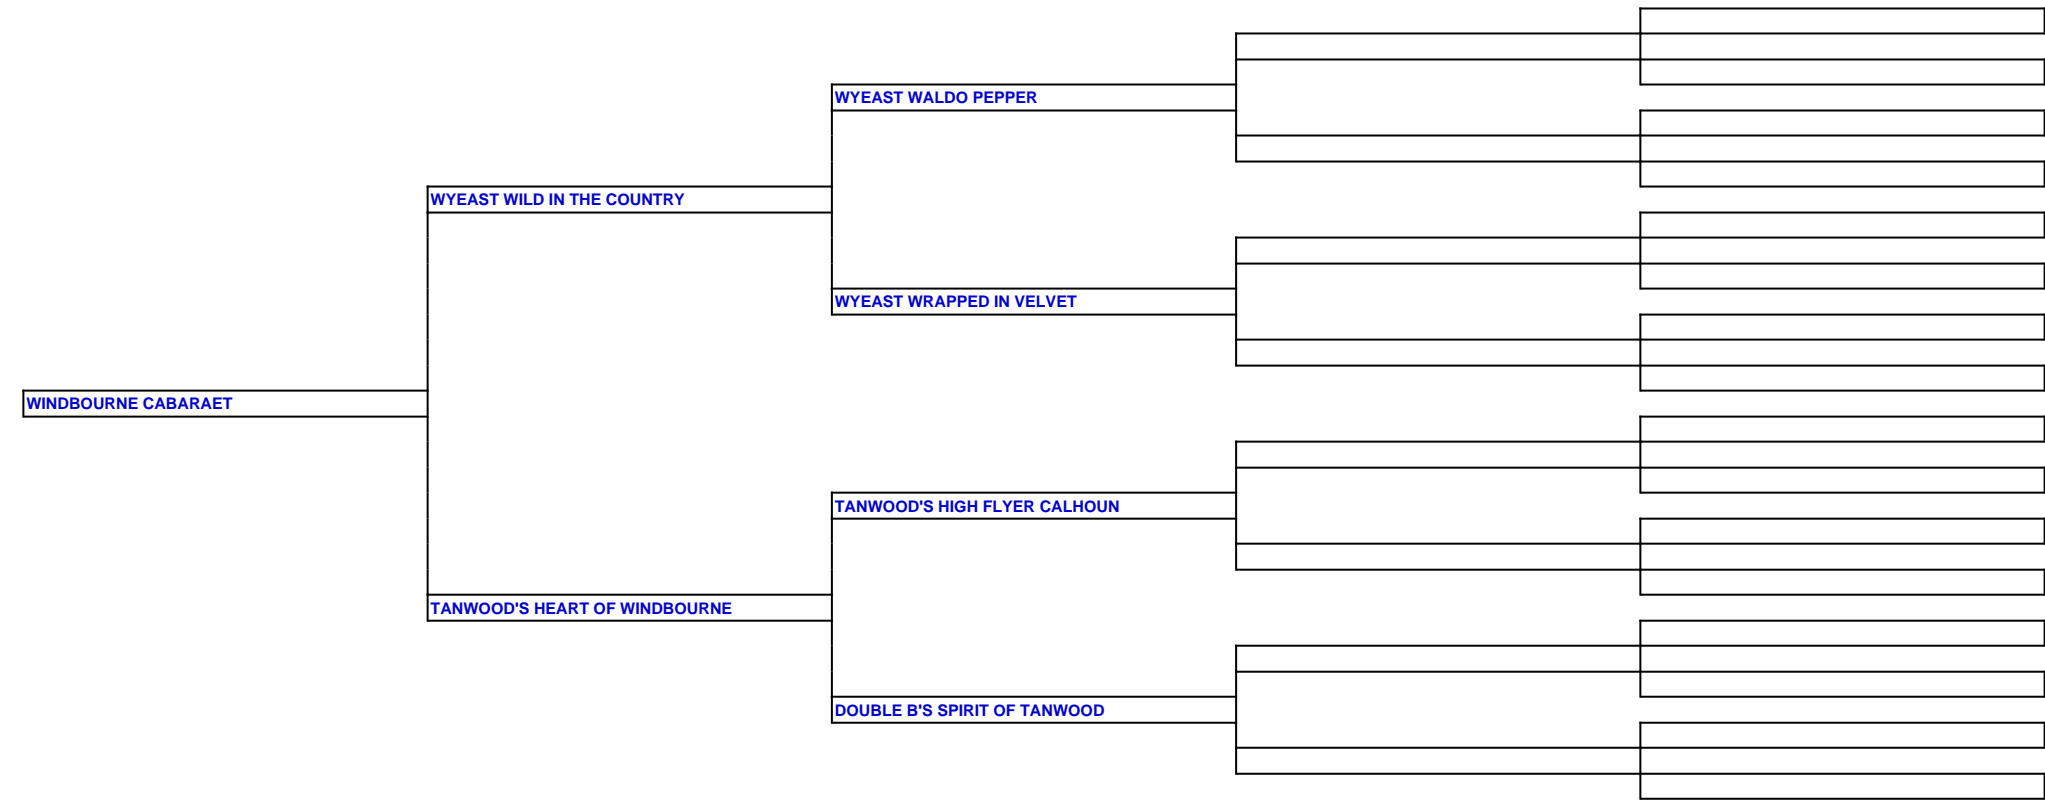 WYEAST WALDO PEPPER
WYEAST WILD IN THE COUNTRY
WYEAST WRAPPED IN VELVET
WINDBOURNE CABARAET
TANWOOD'S HIGH FLYER CALHOUN
TANWOOD'S HEART OF WINDBOURNE
DOUBLE B'S SPIRIT OF TANWOOD